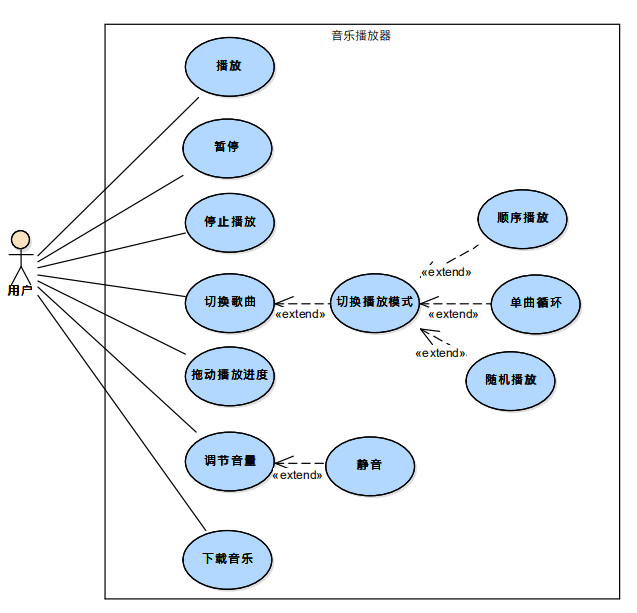 音乐播放器
播放
暂停
停止播放
顺序播放
用户
«extend»
切换歌曲
切换播放模式
单曲循环
«extend»
«extend»
«extend»
拖动播放进度
随机播放
调节音量
静音
«extend»
下载音乐